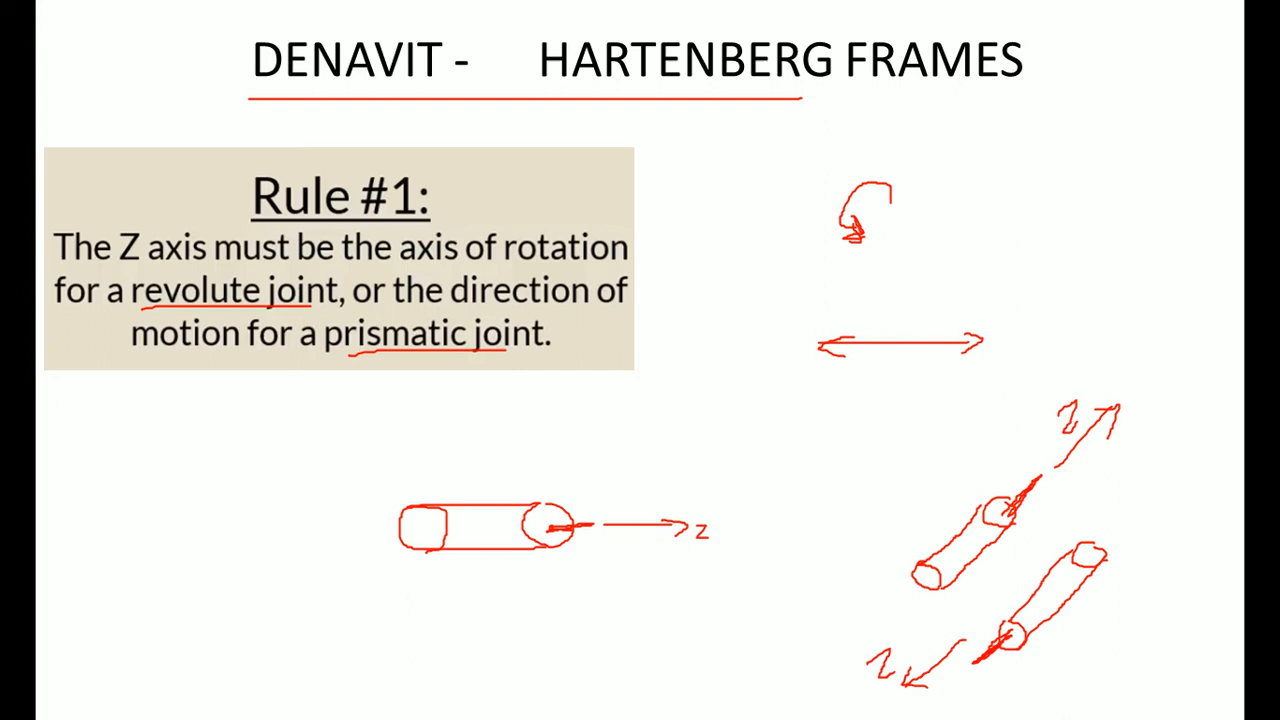 DENAVIT - HARTENBERG FRAMES
Rule #1:
The Z axis must be the axis of rotation
for a revolute joint, or the direction of
motion for a prismatic joint.
z
z
z